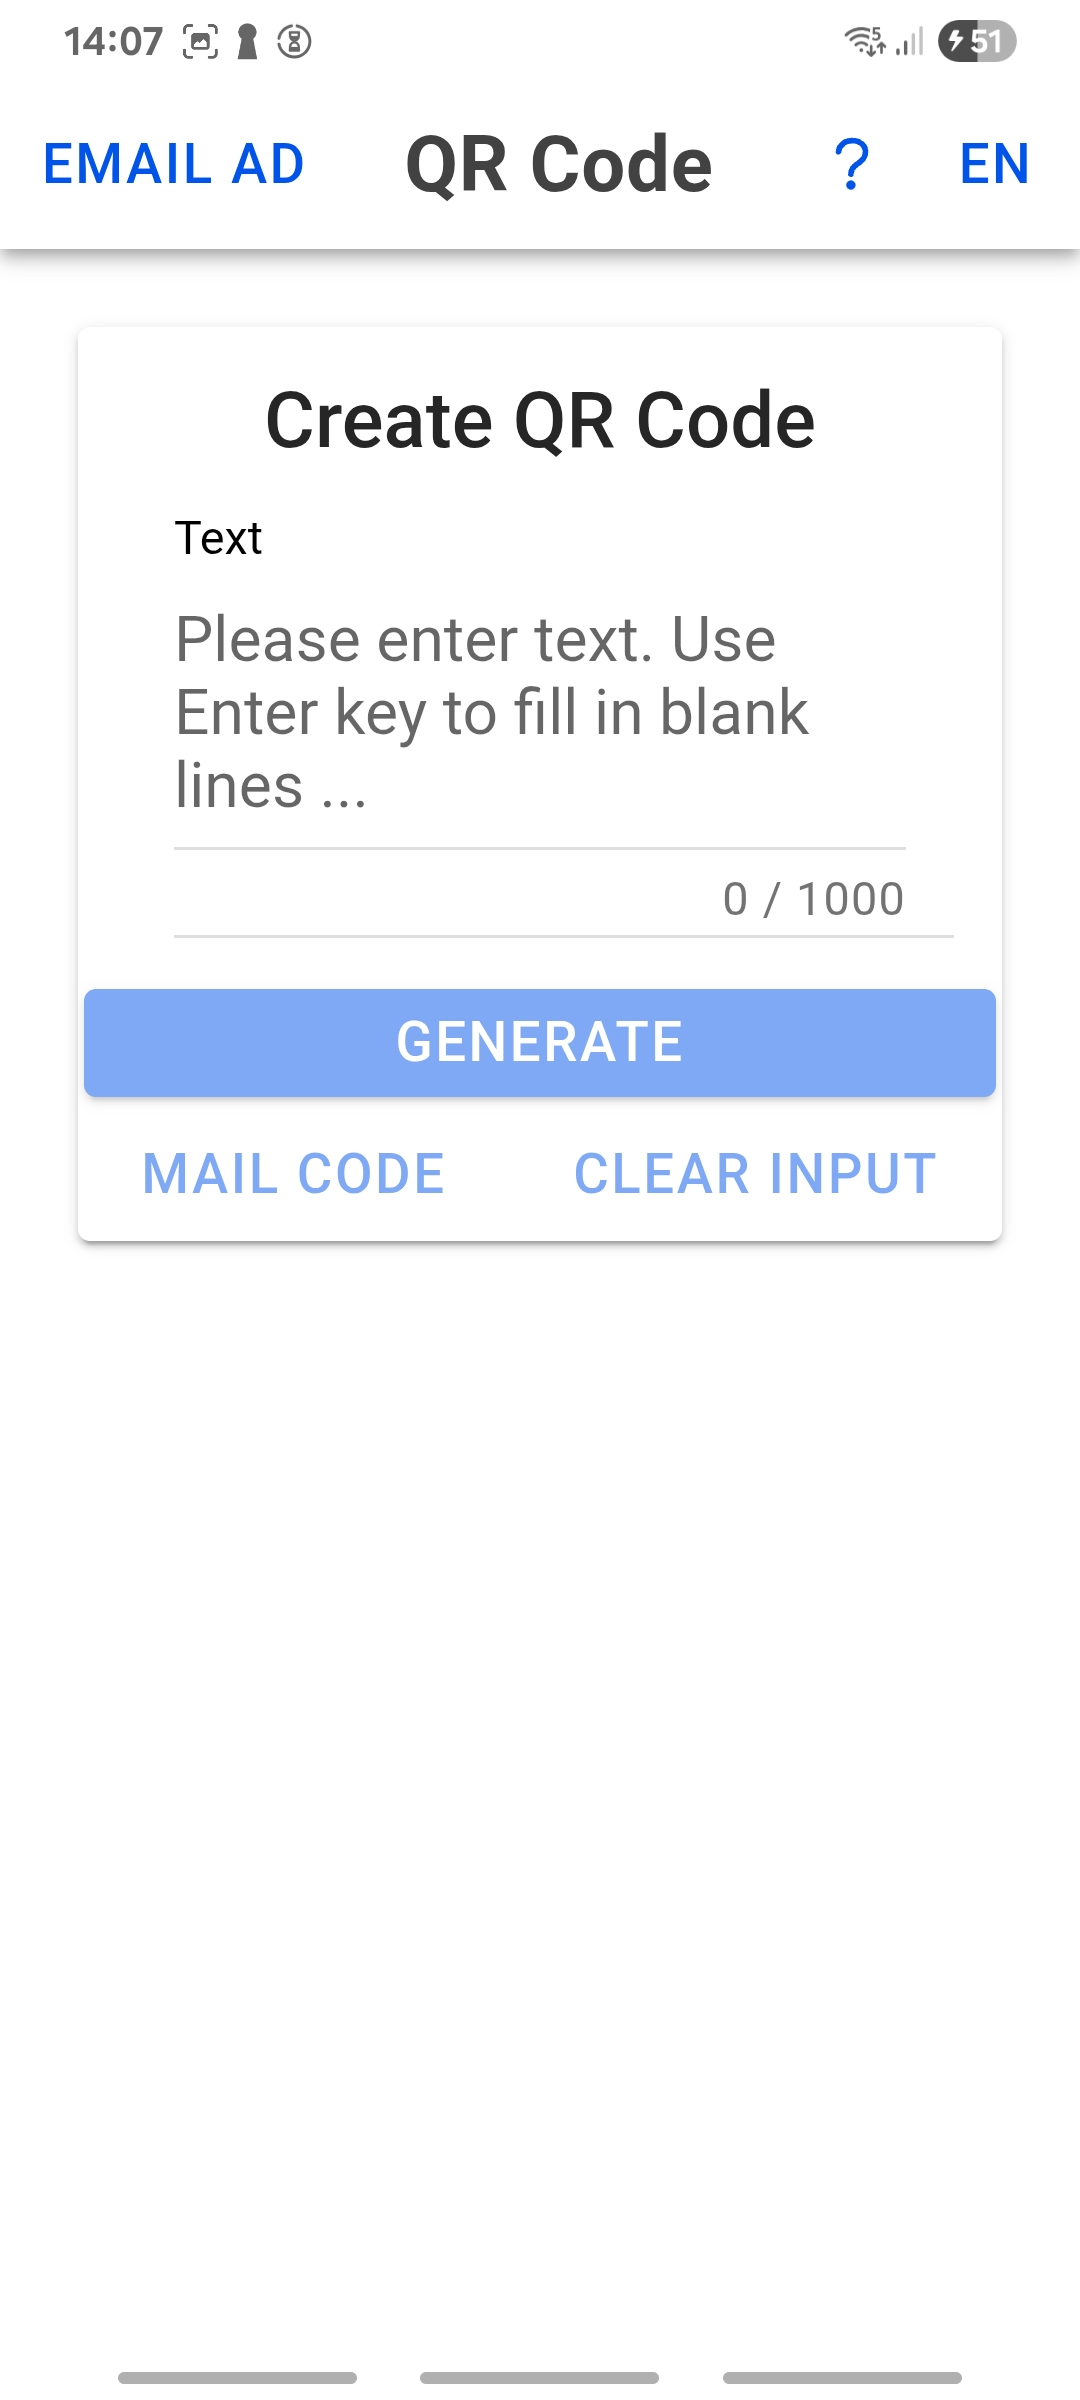 14:07
5
51
EMAIL AD QR Code ? EN
Create QR Code
Text
Please enter text. Use
Enter key to fill in blank
lines ...
0 / 1000
GENERATE
MAIL CODE CLEAR INPUT